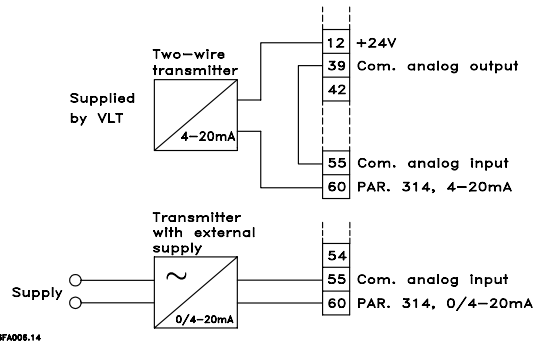 Two-wire
transmitter
Supplied
by VLT
4-20mA
12 +24V
39 Com. analog output
42
55 Com. analog input
60 PAR. 314, 4-20mA
Transmitter
with external
supply
Supply
~
0/4-20mA
54
55 Com. analog input
60 PAR. 314, 0/4-20mA
SFA006.14